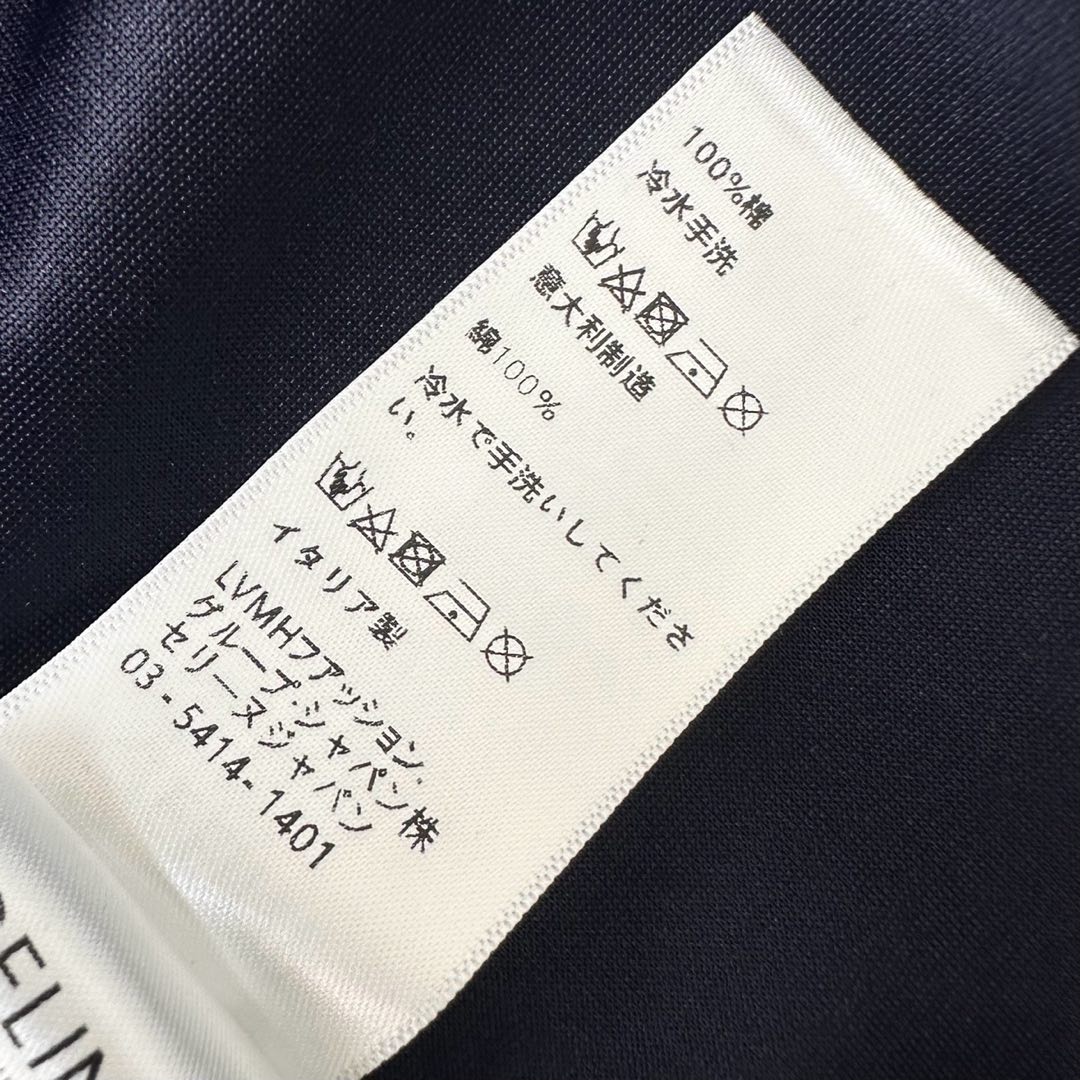 100%棉
冷水手洗
意大利制造
綿100%
冷水で手洗いしてくださ
い。
イタリア製
LVMHファッション.
グループ.ジャパン株
セリーヌジャパン
03-5414-1401